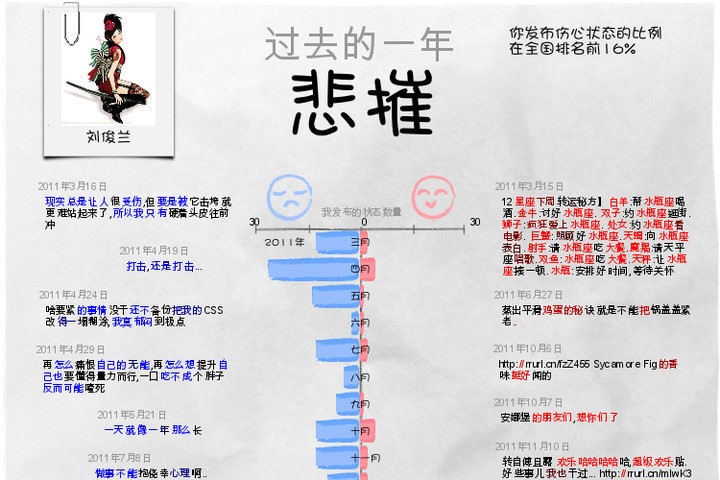 过去的一年
悲摧
你发布伤心状态的比例
在全国排名前16%
刘俊兰
2011年3月16日
现实总是让人很受伤,但要是被它击垮就
更难站起来了,所以我只有硬着头皮往前
冲
2011年4月19日
打击,还是打击...
2011年4月24日
啥要紧的事情没干还不备份把我的CSS
改得一塌糊涂,我真郁闷到极点
2011年4月29日
再怎么痛恨自己的无能,再怎么想提升自
己也要懂得量力而行,一口吃不成个胖子
反而可能噎死
2011年5月21日
一天就像一年那么长
2011年7月8日
做事不能抱侥幸心理啊..
我发布的状态数量
30
0
30
2011年
三月
四月
五月
六月
七月
八月
九月
十月
十一月
2011年3月15日
12星座下周转运秘方】白羊:帮水瓶座喝
酒.金牛:讨好水瓶座.双子:约水瓶座逛街.
狮子:疯狂爱上水瓶座.处女:约水瓶座看
电影.巨蟹:照顾好水瓶座.天蝎:向水瓶座
表白.射手:请水瓶座吃大餐.魔羯:请天平
座唱歌.双鱼:水瓶座吃大餐.天秤:让水瓶
座揍一顿.水瓶:安排好时间,等待关怀
2011年6月27日
蒸出平滑鸡蛋的秘诀就是不能把锅盖盖紧
者..
2011年10月6日
http://rrurl.cn/fzZ455 Sycamore Fig的香
味挺好闻的
2011年10月7日
安娜堡的朋友们,想你们了
2011年11月10日
转自傅且露 欢乐哈哈哈哈哈,超级欢乐贴.
好些事儿我也干过... http://rrurl.cn/mIwK3